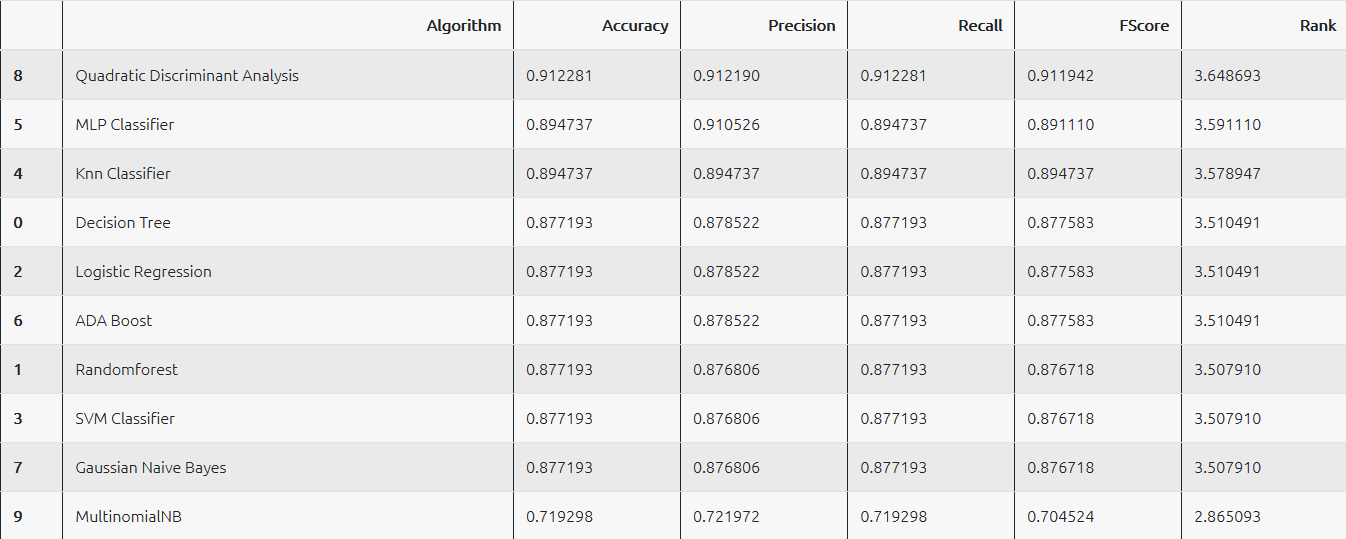 Algorithm Accuracy Precision Recall FScore Rank
8 Quadratic Discriminant Analysis 0.912281 0.912190 0.912281 0.911942 3.648693
5 MLP Classifier 0.894737 0.910526 0.894737 0.891110 3.591110
4 Knn Classifier 0.894737 0.894737 0.894737 0.894737 3.578947
0 Decision Tree 0.877193 0.878522 0.877193 0.877583 3.510491
2 Logistic Regression 0.877193 0.878522 0.877193 0.877583 3.510491
6 ADA Boost 0.877193 0.878522 0.877193 0.877583 3.510491
1 Randomforest 0.877193 0.876806 0.877193 0.876718 3.507910
3 SVM Classifier 0.877193 0.876806 0.877193 0.876718 3.507910
7 Gaussian Naive Bayes 0.877193 0.876806 0.877193 0.876718 3.507910
9 MultinomialNB 0.719298 0.721972 0.719298 0.704524 2.865093